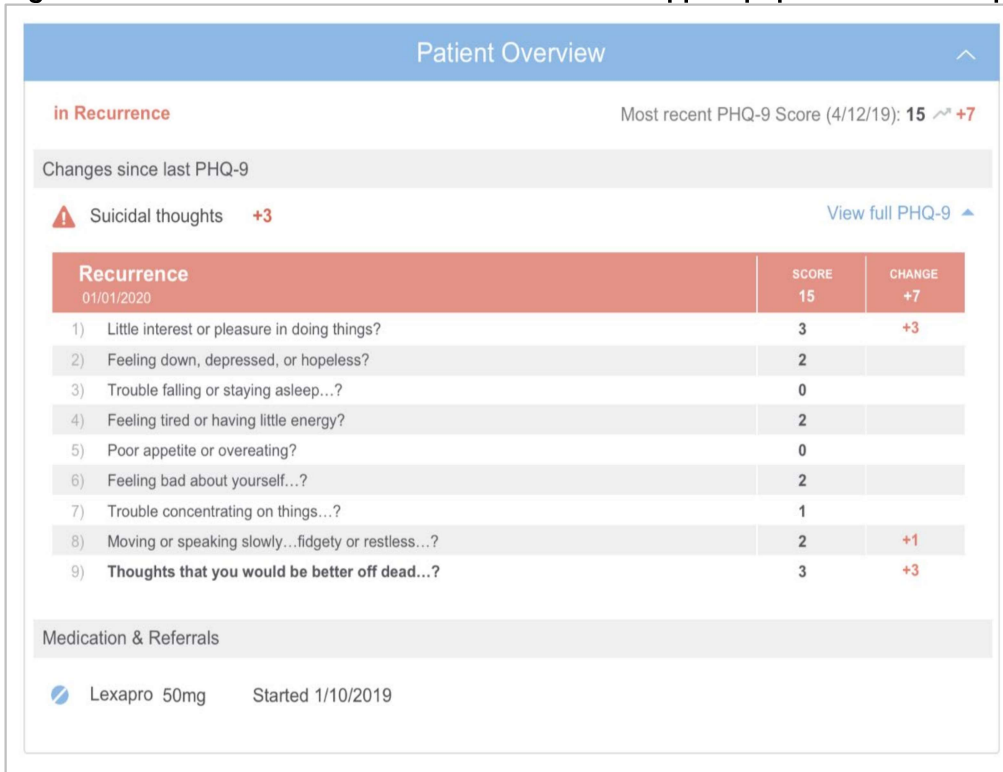 Patient Overview
in Recurrence Most recent PHQ-9 Score (4/12/19): 15 +7
Changes since last PHQ-9
Suicidal thoughts +3 View full PHQ-9
Recurrence SCORE CHANGE
01/01/2020 15 +7
1) Little interest or pleasure in doing things? 3 +3
2) Feeling down, depressed, or hopeless? 2
3) Trouble falling or staying asleep...? 0
4) Feeling tired or having little energy? 2
5) Poor appetite or overeating? 0
6) Feeling bad about yourself...? 2
7) Trouble concentrating on things...? 1
8) Moving or speaking slowly...fidgety or restless...? 2 +1
9) Thoughts that you would be better off dead...? 3 +3
Medication & Referrals
Lexapro 50mg Started 1/10/2019